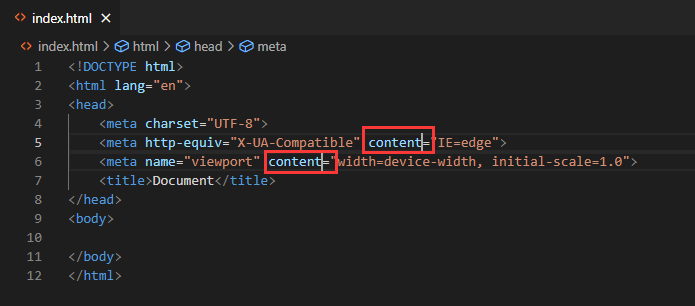 index.html ×
index.html > html > head > meta
1 <!DOCTYPE html>
2 <html lang="en">
3 <head>
4 <meta charset="UTF-8">
5 <meta http-equiv="X-UA-Compatible" content="IE=edge">
6 <meta name="viewport" content="width=device-width, initial-scale=1.0">
7 <title>Document</title>
8 </head>
9 <body>
10
11 </body>
12 </html>